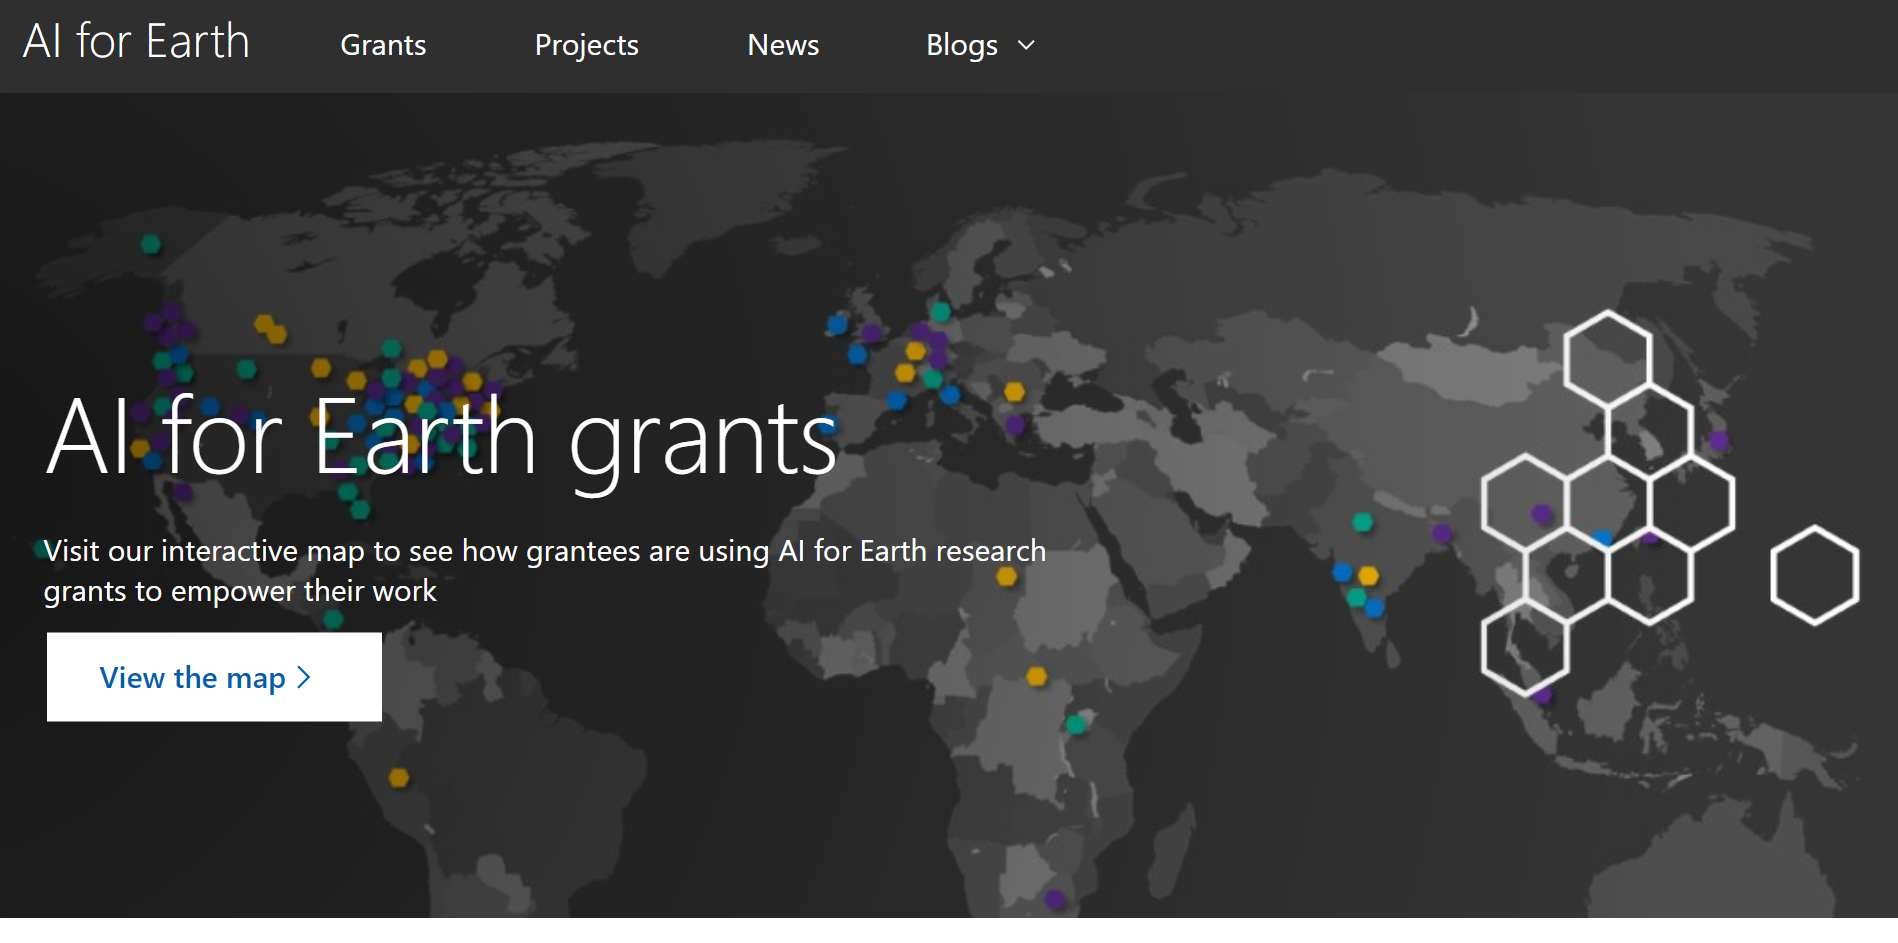 AI for Earth
Grants
Projects
News
Blogs
AI for Earth grants
Visit our interactive map to see how grantees are using AI for Earth research
grants to empower their work
View the map